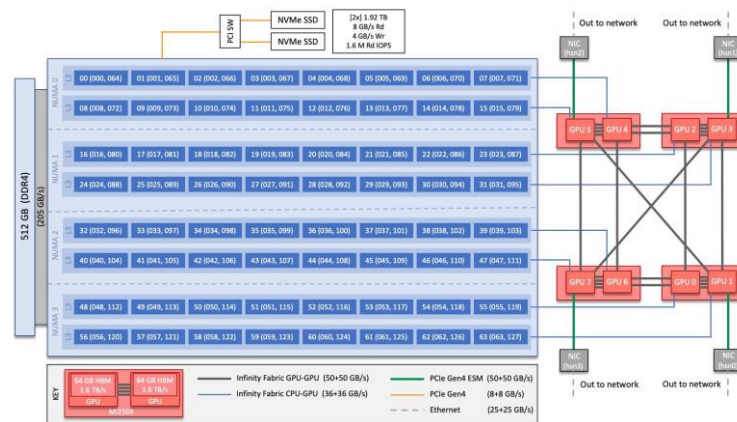 Out to network
Out to network
NIC
(hsn2)
NIC
(hsn1)
PCI SW
NVMe SSD
NVMe SSD
[2x] 1.92 TB
8 GB/s Rd
4 GB/s Wr
1.6 M Rd IOPS
512 GB (DDR4)
(205 GB/s)
NUMA 0
L3 00 (000, 064) 01 (001, 065) 02 (002, 066) 03 (003, 067) 04 (004, 068) 05 (005, 069) 06 (006, 070) 07 (007, 071)
L3 08 (008, 072) 09 (009, 073) 10 (010, 074) 11 (011, 075) 12 (012, 076) 13 (013, 077) 14 (014, 078) 15 (015, 079)
NUMA 1
L3 16 (016, 080) 17 (017, 081) 18 (018, 082) 19 (019, 083) 20 (020, 084) 21 (021, 085) 22 (022, 086) 23 (023, 087)
L3 24 (024, 088) 25 (025, 089) 26 (026, 090) 27 (027, 091) 28 (028, 092) 29 (029, 093) 30 (030, 094) 31 (031, 095)
NUMA 2
L3 32 (032, 096) 33 (033, 097) 34 (034, 098) 35 (035, 099) 36 (036, 100) 37 (037, 101) 38 (038, 102) 39 (039, 103)
L3 40 (040, 104) 41 (041, 105) 42 (042, 106) 43 (043, 107) 44 (044, 108) 45 (045, 109) 46 (046, 110) 47 (047, 111)
NUMA 3
L3 48 (048, 112) 49 (049, 113) 50 (050, 114) 51 (051, 115) 52 (052, 116) 53 (053, 117) 54 (054, 118) 55 (055, 119)
L3 56 (056, 120) 57 (057, 121) 58 (058, 122) 59 (059, 123) 60 (060, 124) 61 (061, 125) 62 (062, 126) 63 (063, 127)
GPU 5 GPU 4 GPU 2 GPU 3
GPU 7 GPU 6 GPU 0 GPU 1
NIC
(hsn3)
NIC
(hsn0)
Out to network
Out to network
KEY
64 GB HBM
1.6 TB/s
GPU
64 GB HBM
1.6 TB/s
GPU
MI250X
Infinity Fabric GPU-GPU (50+50 GB/s)
Infinity Fabric CPU-GPU (36+36 GB/s)
PCIe Gen4 ESM (50+50 GB/s)
PCIe Gen4 (8+8 GB/s)
Ethernet (25+25 GB/s)